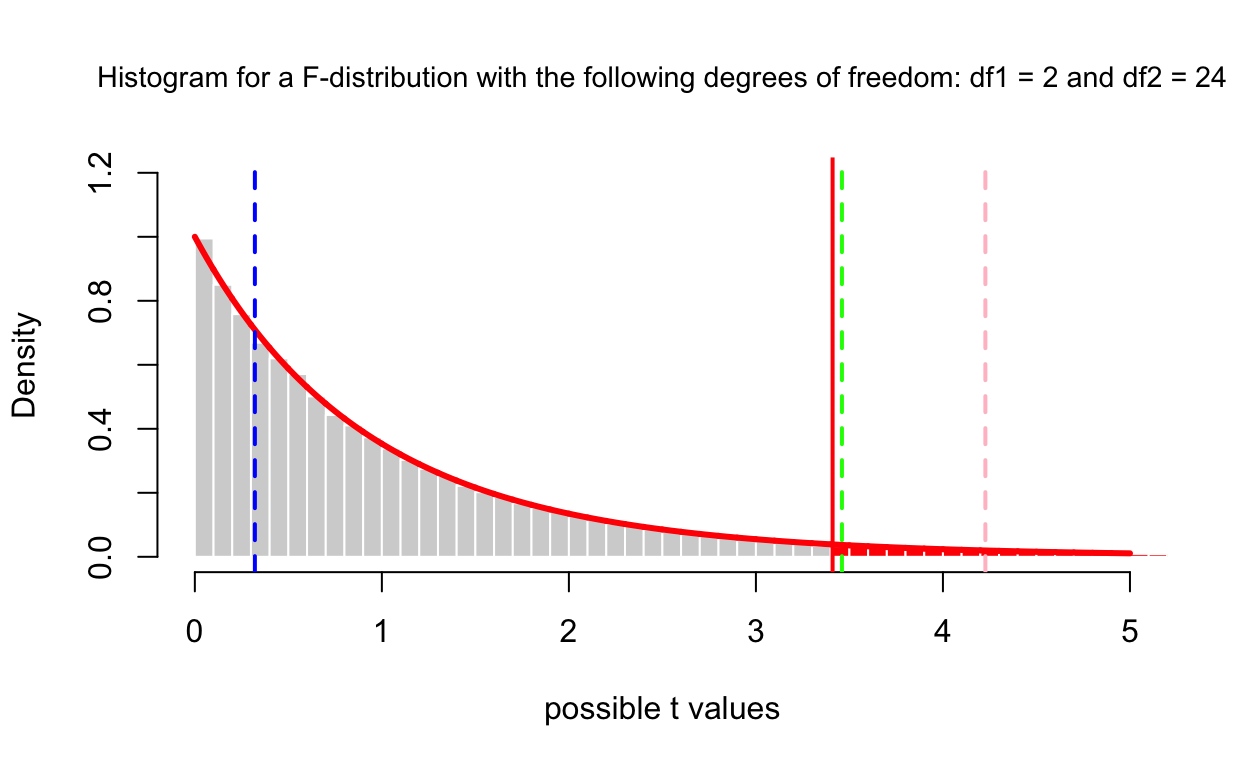 Histogram for a F-distribution with the following degrees of freedom: df1 = 2 and df2 = 24
Density
1.2
0.8
0.4
0.0
0 1 2 3 4 5
possible t values